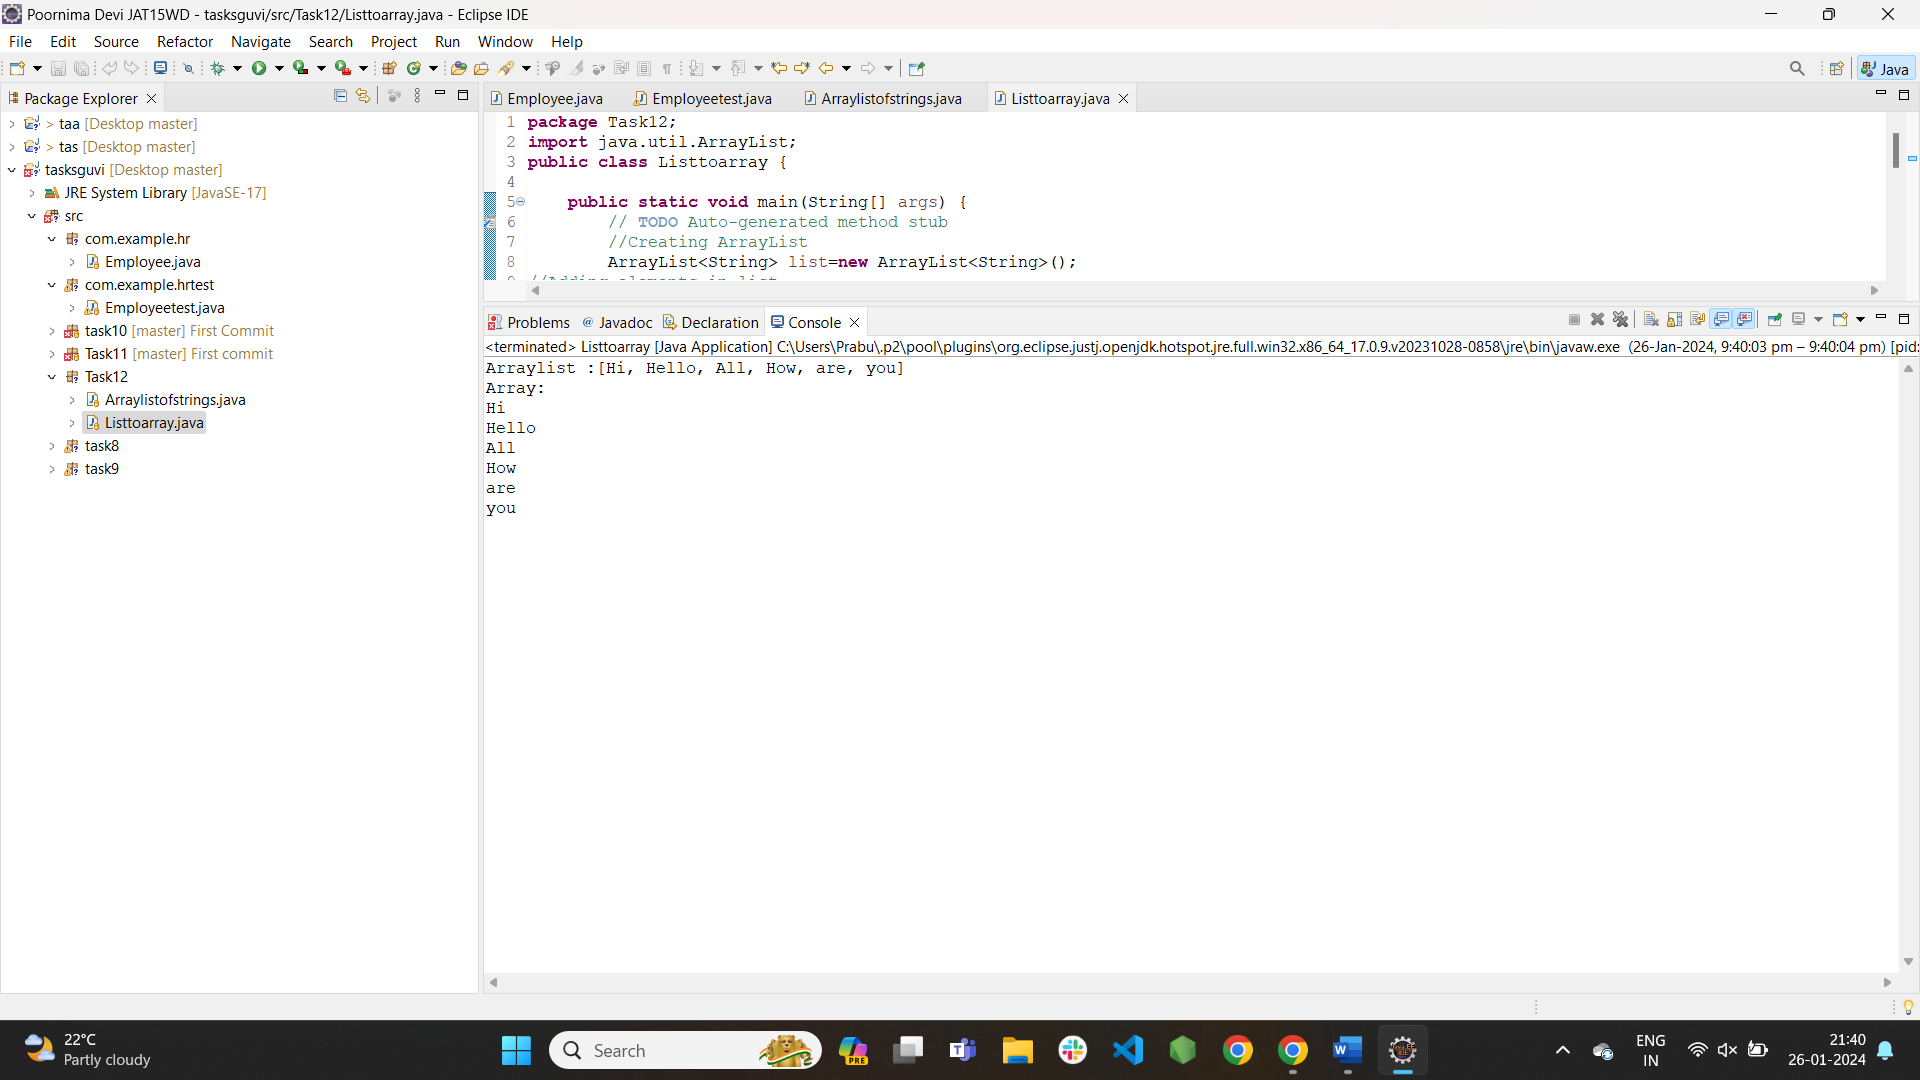 Poornima Devi JAT15WD - tasksguvi/src/Task12/Listtoarray.java - Eclipse IDE
File Edit Source Refactor Navigate Search Project Run Window Help
Java
Package Explorer
> taa [Desktop master]
> tas [Desktop master]
tasksguvi [Desktop master]
JRE System Library [JavaSE-17]
src
com.example.hr
Employee.java
com.example.hrtest
Employeetest.java
task10 [master] First Commit
Task11 [master] First commit
Task12
Arraylistofstrings.java
Listtoarray.java
task8
task9
Employee.java Employeetest.java Arraylistofstrings.java Listtoarray.java
1 package Task12;
2 import java.util.ArrayList;
3 public class Listtoarray {
4
5 public static void main(String[] args) {
6 // TODO Auto-generated method stub
7 //Creating ArrayList
8 ArrayList<String> list=new ArrayList<String>();
//Adding elements in list
Problems @ Javadoc Declaration Console
<terminated> Listtoarray [Java Application] C:\Users\Prabu\.p2\pool\plugins\org.eclipse.justj.openjdk.hotspot.jre.full.win32.x86_64_17.0.9.v20231028-0858\jre\bin\javaw.exe (26-Jan-2024, 9:40:03 pm – 9:40:04 pm) [pid:
Arraylist :[Hi, Hello, All, How, are, you]
Array:
Hi
Hello
All
How
are
you
22°C
Partly cloudy
Search
PRE
ENG
IN
21:40
26-01-2024